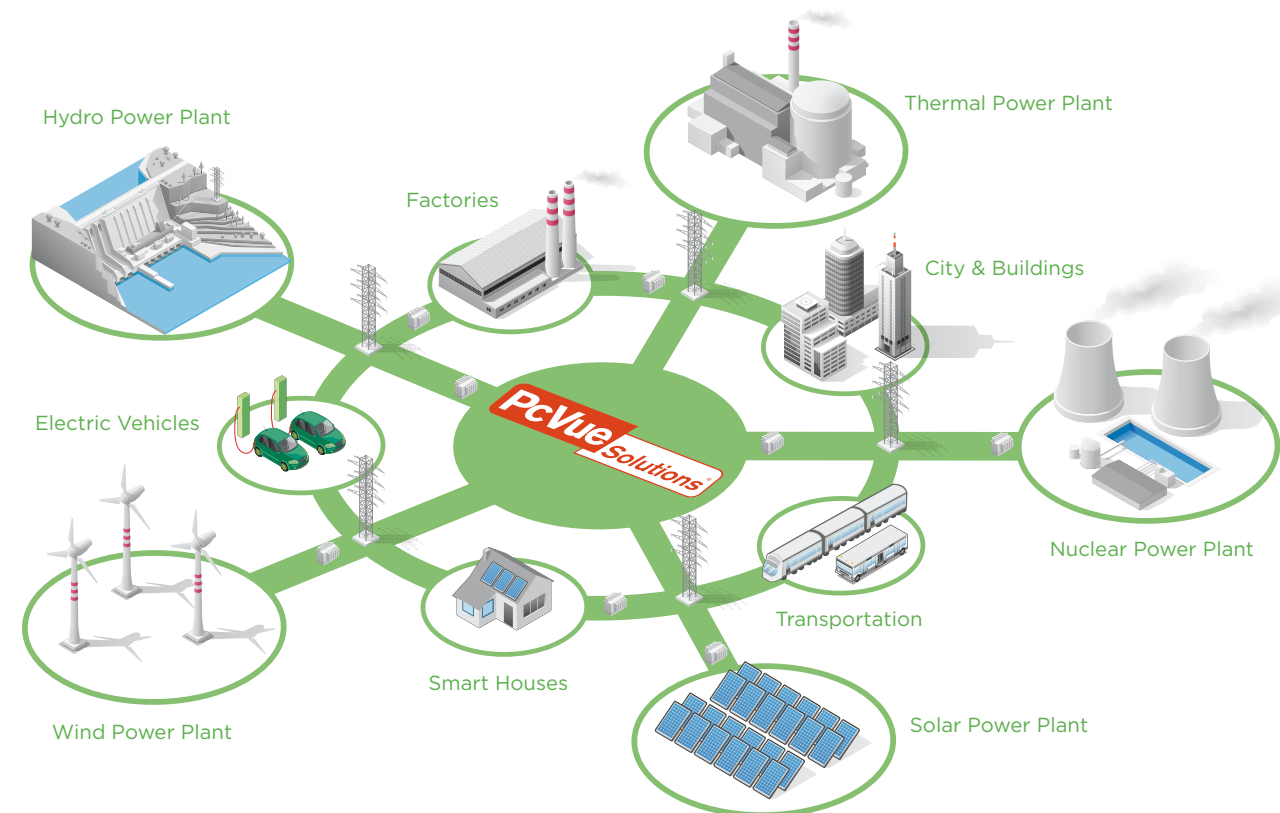 Thermal Power Plant
Hydro Power Plant
Factories
City & Buildings
Electric Vehicles
PcVue
Solutions®
Nuclear Power Plant
Transportation
Smart Houses
Wind Power Plant
Solar Power Plant